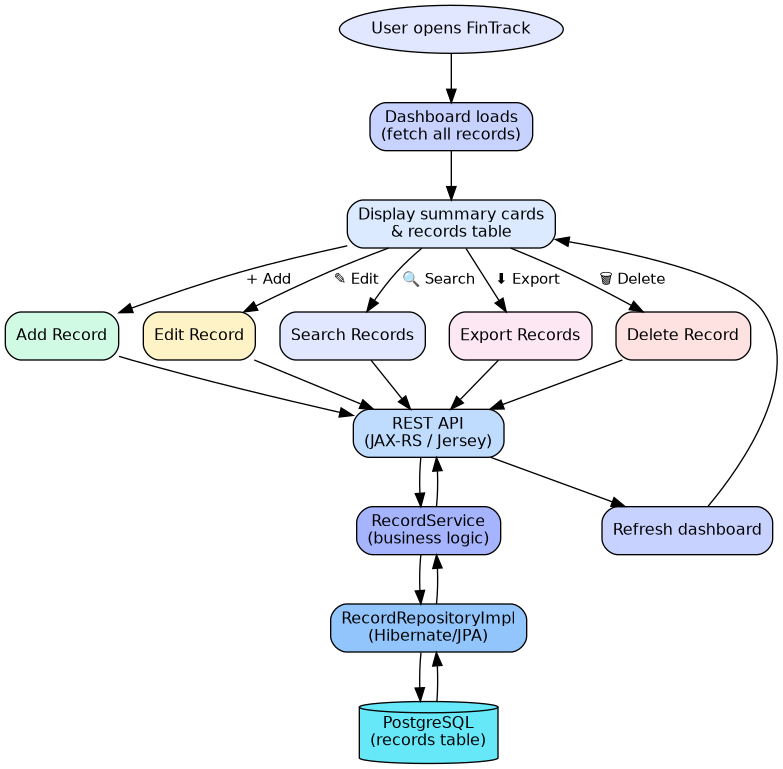 User opens FinTrack
Dashboard loads
(fetch all records)
Display summary cards
& records table
+ Add
✎ Edit
🔍 Search
⬇ Export
🗑 Delete
Add Record
Edit Record
Search Records
Export Records
Delete Record
REST API
(JAX-RS / Jersey)
RecordService
(business logic)
Refresh dashboard
RecordRepositoryImpl
(Hibernate/JPA)
PostgreSQL
(records table)